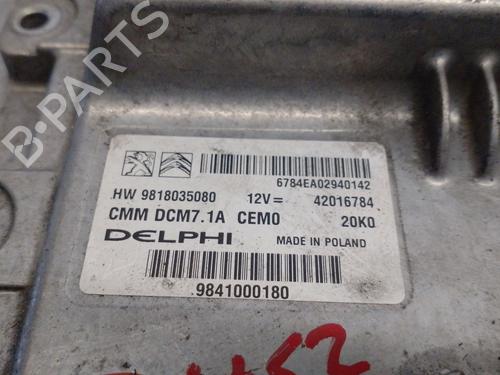 B-PARTS
6784EA02940142
HW 9818035080 12V= 42016784
CMM DCM7.1A CEM0 20K0
DELPHI MADE IN POLAND
9841000180